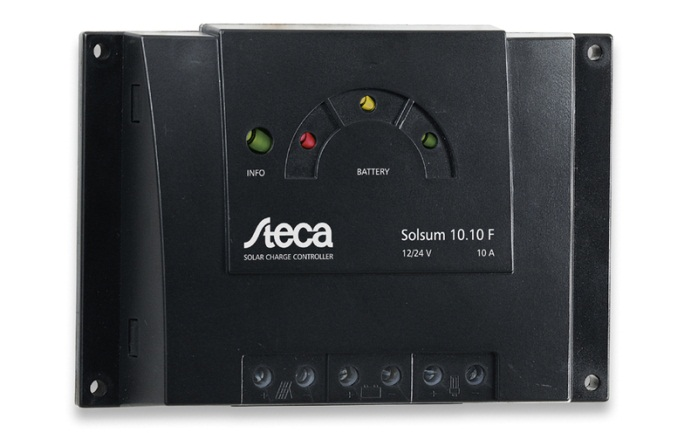 INFO
BATTERY
Steca
SOLAR CHARGE CONTROLLER
Solsum 10.10 F
12/24 V 10 A